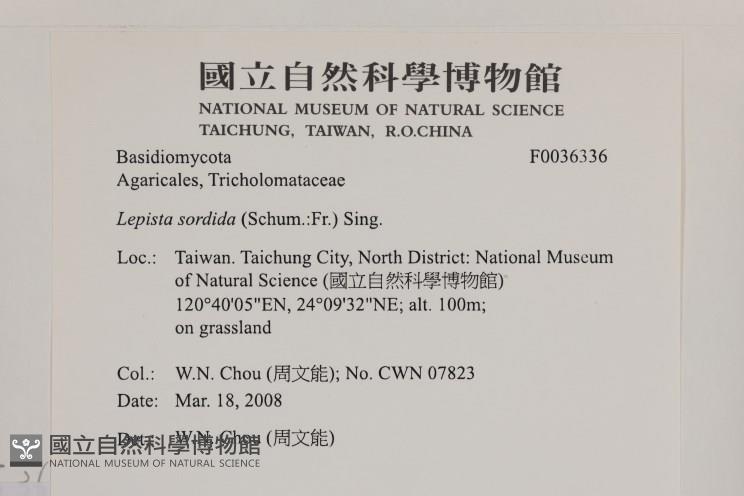 國立自然科學博物館
NATIONAL MUSEUM OF NATURAL SCIENCE
TAICHUNG, TAIWAN, R.O.CHINA
Basidiomycota F0036336
Agaricales, Tricholomataceae
Lepista sordida (Schum.:Fr.) Sing.
Loc.: Taiwan. Taichung City, North District: National Museum
of Natural Science (國立自然科學博物館)
120°40'05"EN, 24°09'32"NE; alt. 100m;
on grassland
Col.: W.N. Chou (周文能); No. CWN 07823
Date: Mar. 18, 2008
Det.: W.N. Chou (周文能)
國立自然科學博物館
NATIONAL MUSEUM OF NATURAL SCIENCE